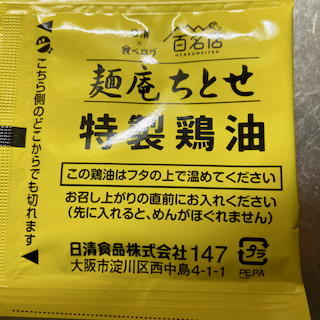 食べログ
百名店
HYAKUMEITEN
麺庵ちとせ
特製鶏油
この鶏油はフタの上で温めてください
お召し上がりの直前にお入れください
(先に入れると、めんがほぐれません)
日清食品株式会社 147
大阪市淀川区西中島4-1-1
プラ
PE,PA
こちら側のどこからでも切れます